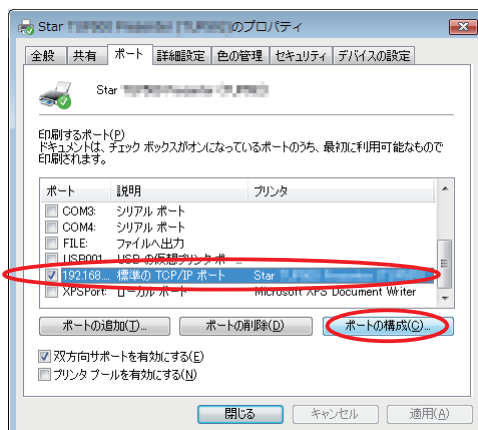 Star のプロパティ
全般 共有 ポート 詳細設定 色の管理 セキュリティ デバイスの設定
Star
印刷するポート(P)
ドキュメントは、チェック ボックスがオンになっているポートのうち、最初に利用可能なもので
印刷されます。
ポート 説明 プリンタ
COM3: シリアル ポート
COM4: シリアル ポート
FILE: ファイルへ出力
USB001 USB の仮想プリンタ ポー...
192.168.... 標準の TCP/IP ポート Star
XPSPort: ローカル ポート Microsoft XPS Document Writer
ポートの追加(T)... ポートの削除(D) ポートの構成(C)...
双方向サポートを有効にする(E)
プリンタ プールを有効にする(N)
閉じる キャンセル 適用(A)